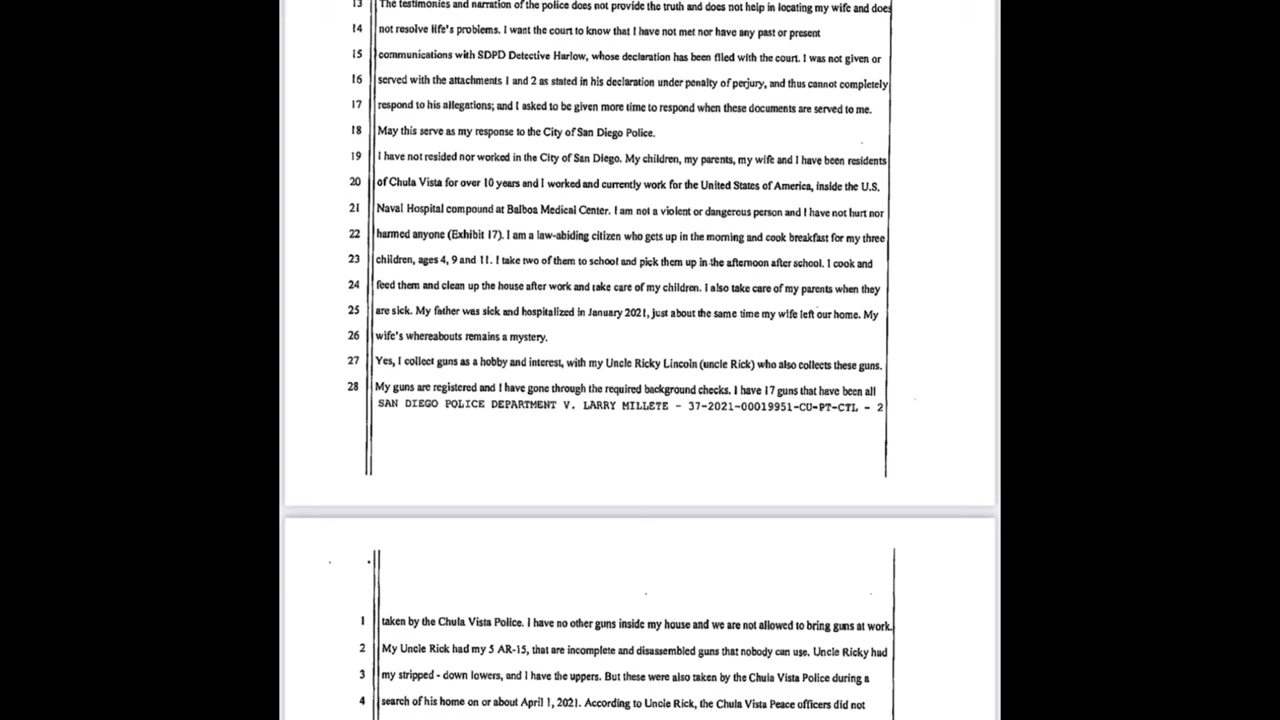 13 The testimonies and narration of the police does not provide the truth and does not help in locating my wife and does
14 not resolve life's problems. I want the court to know that I have not met nor have any past or present
15 communications with SDPD Detective Harlow, whose declaration has been filed with the court. I was not given or
16 served with the attachments 1 and 2 as stated in his declaration under penalty of perjury, and thus cannot completely
17 respond to his allegations; and I asked to be given more time to respond when these documents are served to me.
18 May this serve as my response to the City of San Diego Police.
19 I have not resided nor worked in the City of San Diego. My children, my parents, my wife and I have been residents
20 of Chula Vista for over 10 years and I worked and currently work for the United States of America, inside the U.S.
21 Naval Hospital compound at Balboa Medical Center. I am not a violent or dangerous person and I have not hurt nor
22 harmed anyone (Exhibit 17). I am a law-abiding citizen who gets up in the morning and cook breakfast for my three
23 children, ages 4, 9 and 11. I take two of them to school and pick them up in the afternoon after school. I cook and
24 feed them and clean up the house after work and take care of my children. I also take care of my parents when they
25 are sick. My father was sick and hospitalized in January 2021, just about the same time my wife left our home. My
26 wife's whereabouts remains a mystery.
27 Yes, I collect guns as a hobby and interest, with my Uncle Ricky Lincoin (uncle Rick) who also collects these guns.
28 My guns are registered and I have gone through the required background checks. I have 17 guns that have been all
SAN DIEGO POLICE DEPARTMENT V. LARRY MILLETE - 37-2021-00019951-CU-PT-CTL - 2
1 taken by the Chula Vista Police. I have no other guns inside my house and we are not allowed to bring guns at work.
2 My Uncle Rick had my 5 AR-15, that are incomplete and disassembled guns that nobody can use. Uncle Ricky had
3 my stripped - down lowers, and I have the uppers. But these were also taken by the Chula Vista Police during a
4 search of his home on or about April 1, 2021. According to Uncle Rick, the Chula Vista Peace officers did not